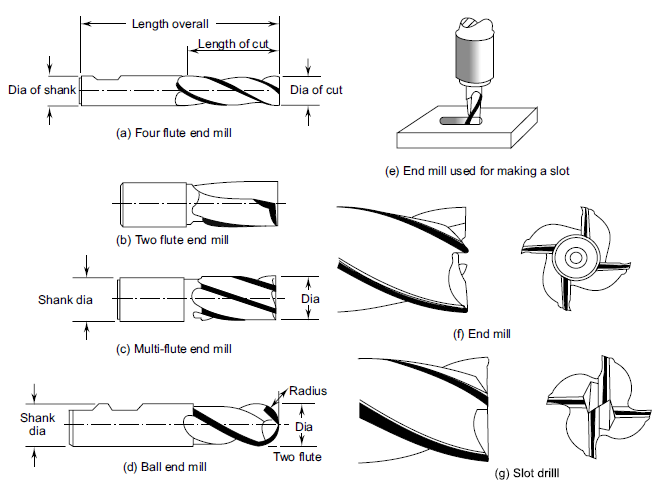 Length overall
Length of cut
Dia of shank
Dia of cut
(a) Four flute end mill
(b) Two flute end mill
Shank dia
Dia
(c) Multi-flute end mill
Radius
Shank
dia
Dia
Two flute
(d) Ball end mill
(e) End mill used for making a slot
(f) End mill
(g) Slot drilll